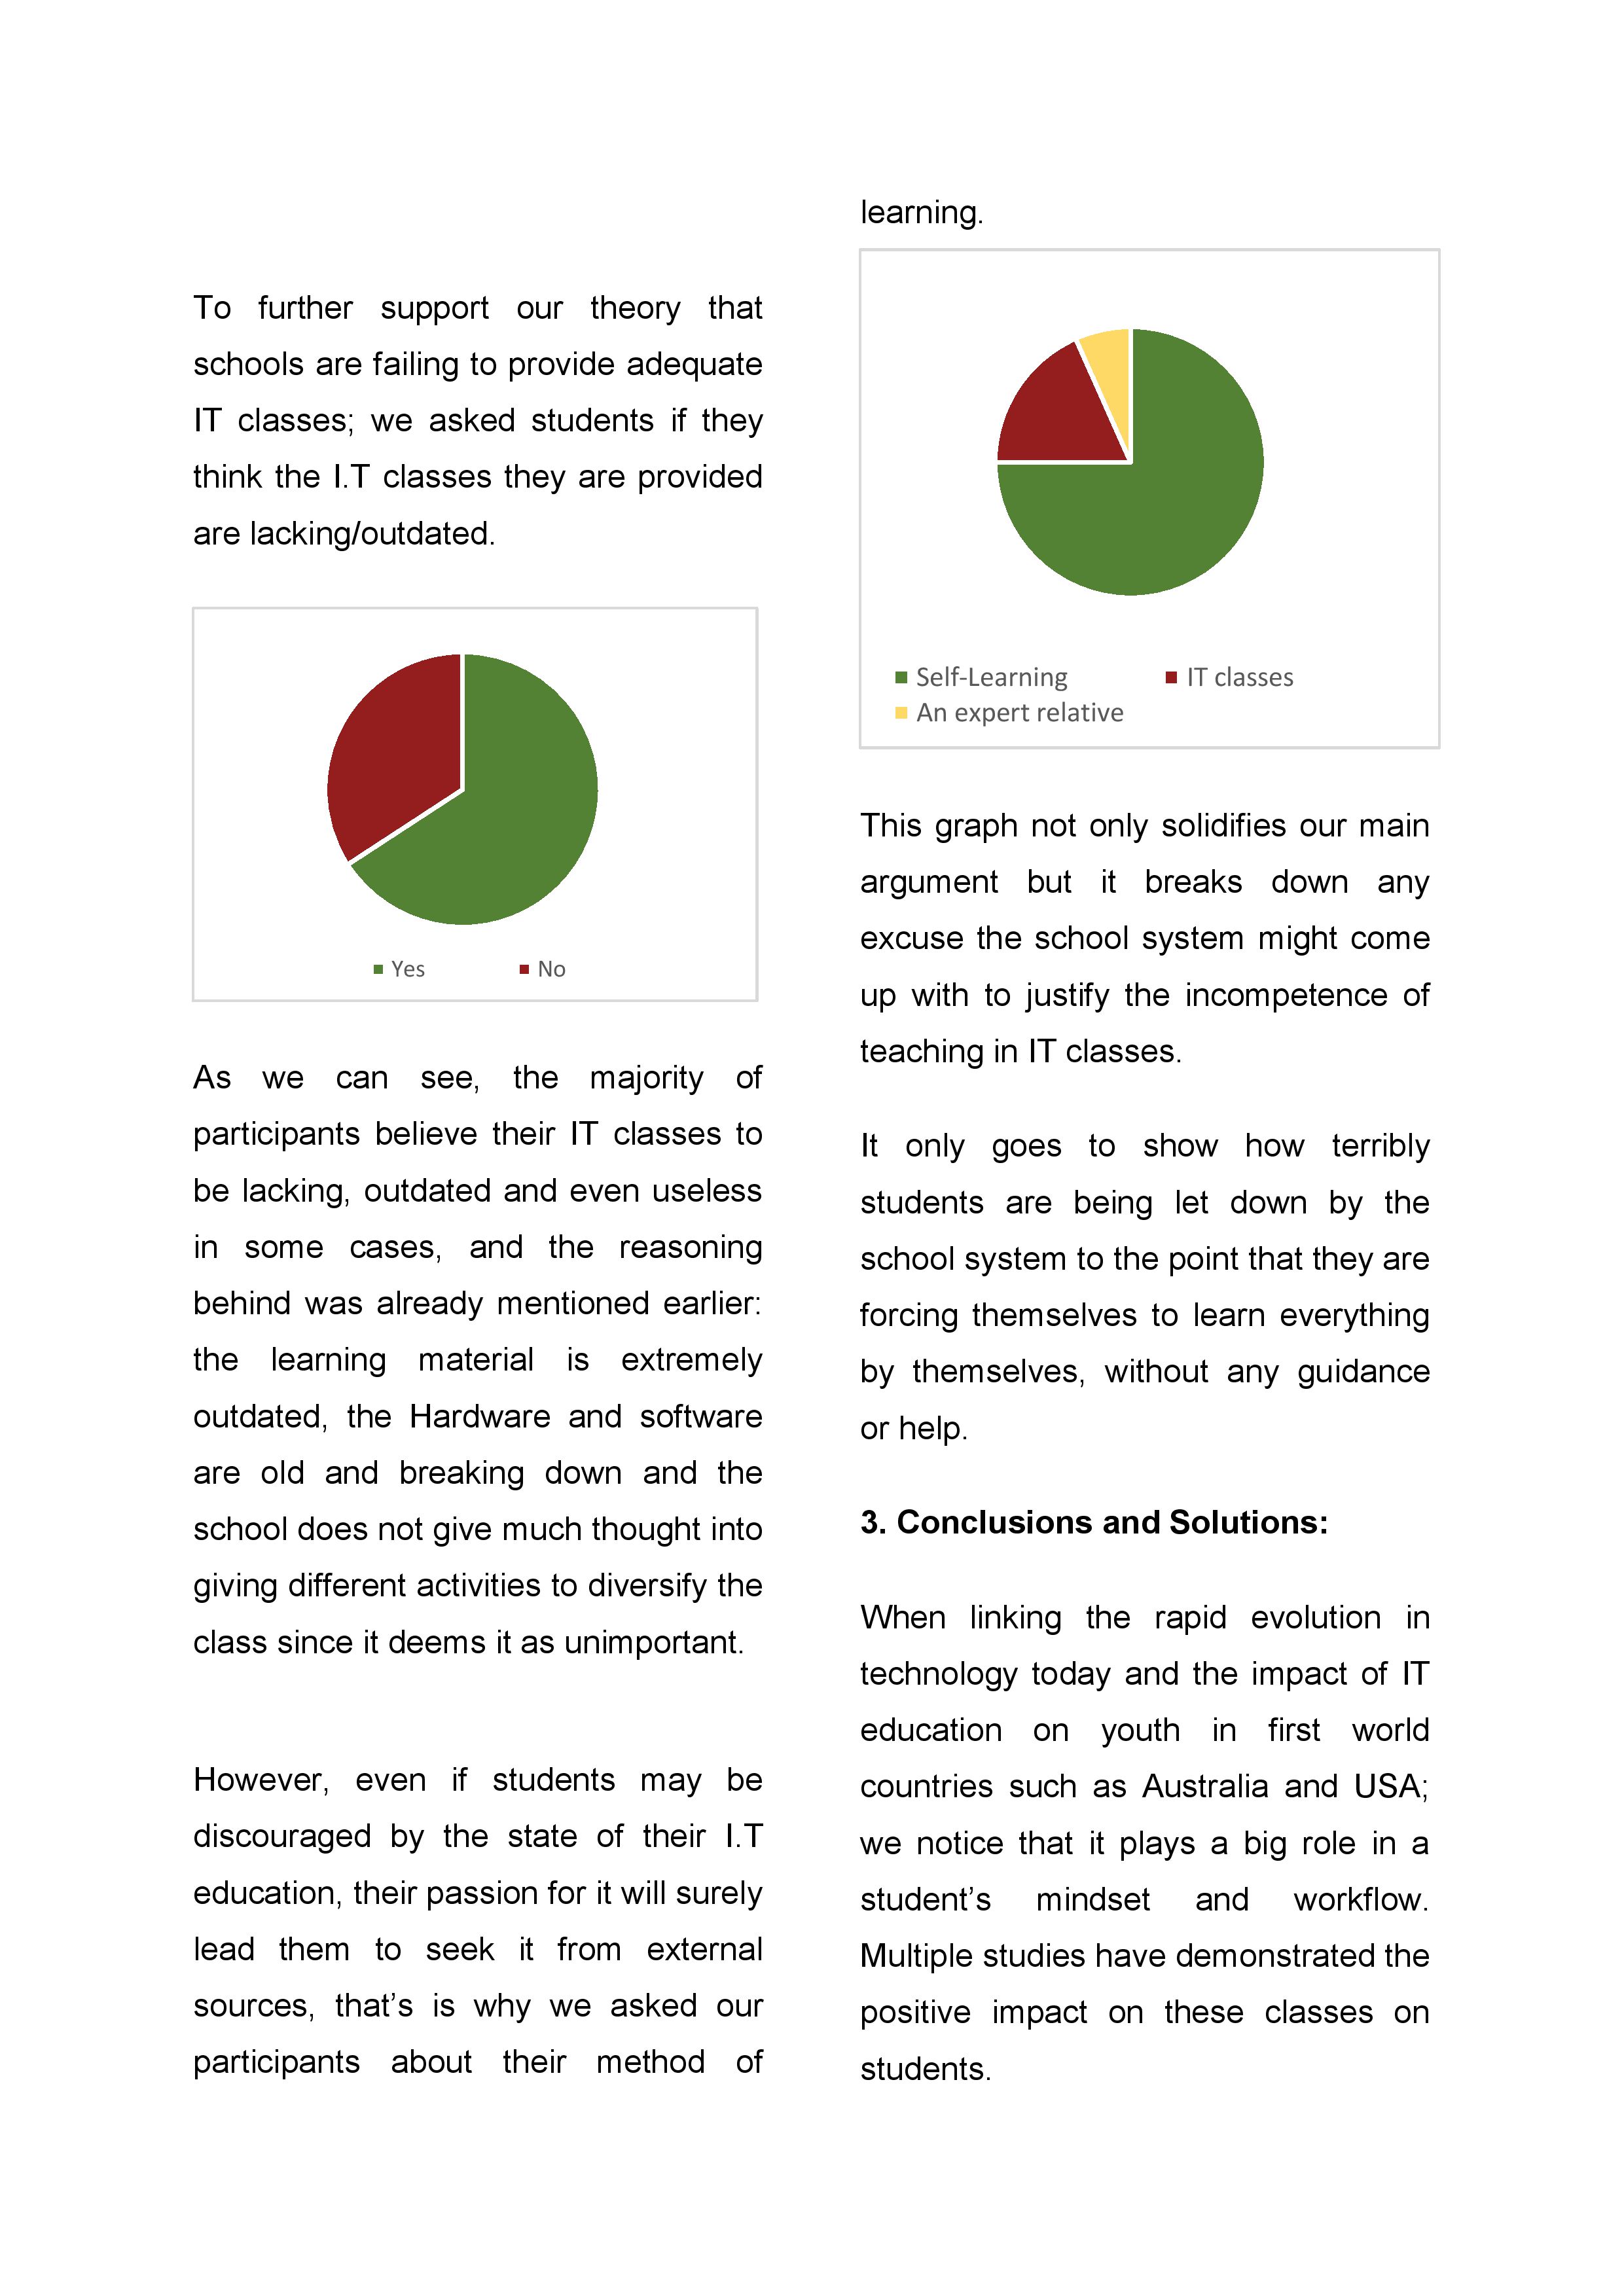 To further support our theory that
schools are failing to provide adequate
IT classes; we asked students if they
think the I.T classes they are provided
are lacking/outdated.
Yes
No
As we can see, the majority of
participants believe their IT classes to
be lacking, outdated and even useless
in some cases, and the reasoning
behind was already mentioned earlier:
the learning material is extremely
outdated, the Hardware and software
are old and breaking down and the
school does not give much thought into
giving different activities to diversify the
class since it deems it as unimportant.
However, even if students may be
discouraged by the state of their I.T
education, their passion for it will surely
lead them to seek it from external
sources, that’s is why we asked our
participants about their method of
learning.
Self-Learning
IT classes
An expert relative
This graph not only solidifies our main
argument but it breaks down any
excuse the school system might come
up with to justify the incompetence of
teaching in IT classes.
It only goes to show how terribly
students are being let down by the
school system to the point that they are
forcing themselves to learn everything
by themselves, without any guidance
or help.
3. Conclusions and Solutions:
When linking the rapid evolution in
technology today and the impact of IT
education on youth in first world
countries such as Australia and USA;
we notice that it plays a big role in a
student’s mindset and workflow.
Multiple studies have demonstrated the
positive impact on these classes on
students.